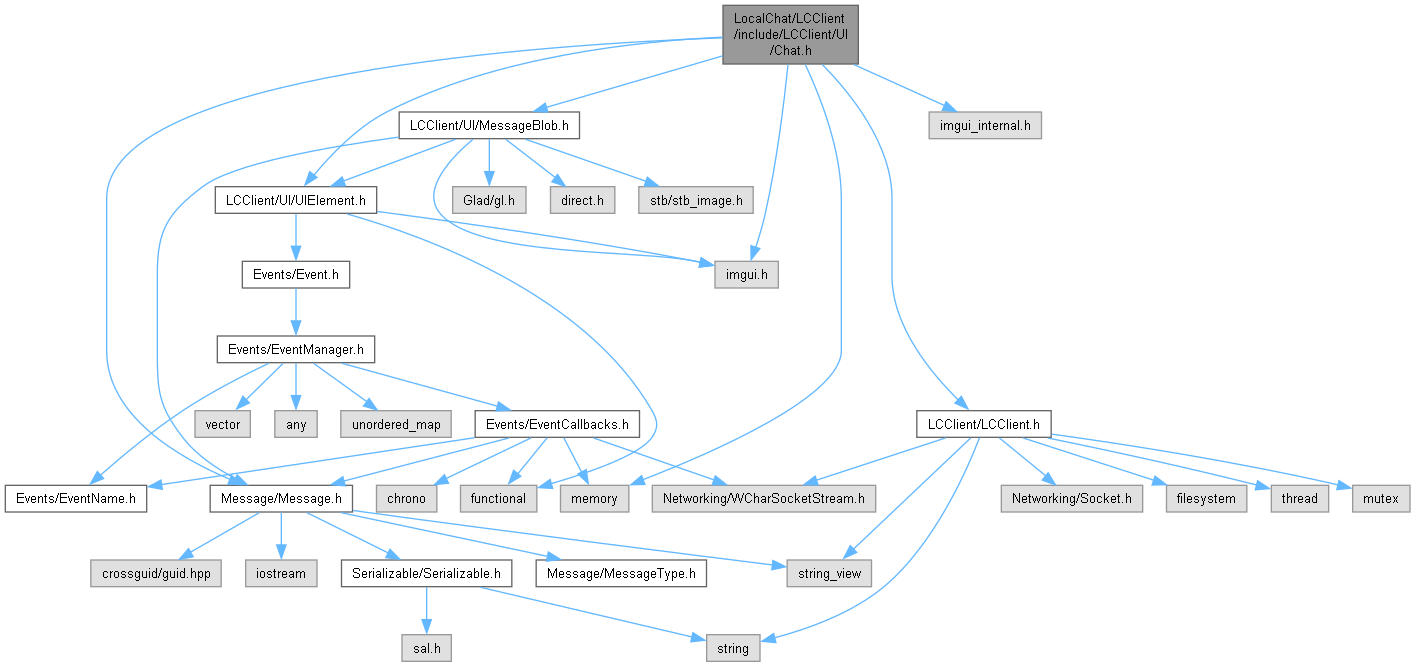 LocalChat/LCClient
/include/LCClient/UI
/Chat.h
LCClient/UI/MessageBlob.h
imgui_internal.h
LCClient/UI/UIElement.h
Glad/gl.h
direct.h
stb/stb_image.h
Events/Event.h
imgui.h
Events/EventManager.h
vector
any
unordered_map
Events/EventCallbacks.h
LCClient/LCClient.h
Events/EventName.h
Message/Message.h
chrono
functional
memory
Networking/WCharSocketStream.h
Networking/Socket.h
filesystem
thread
mutex
crossguid/guid.hpp
iostream
Serializable/Serializable.h
Message/MessageType.h
string_view
sal.h
string